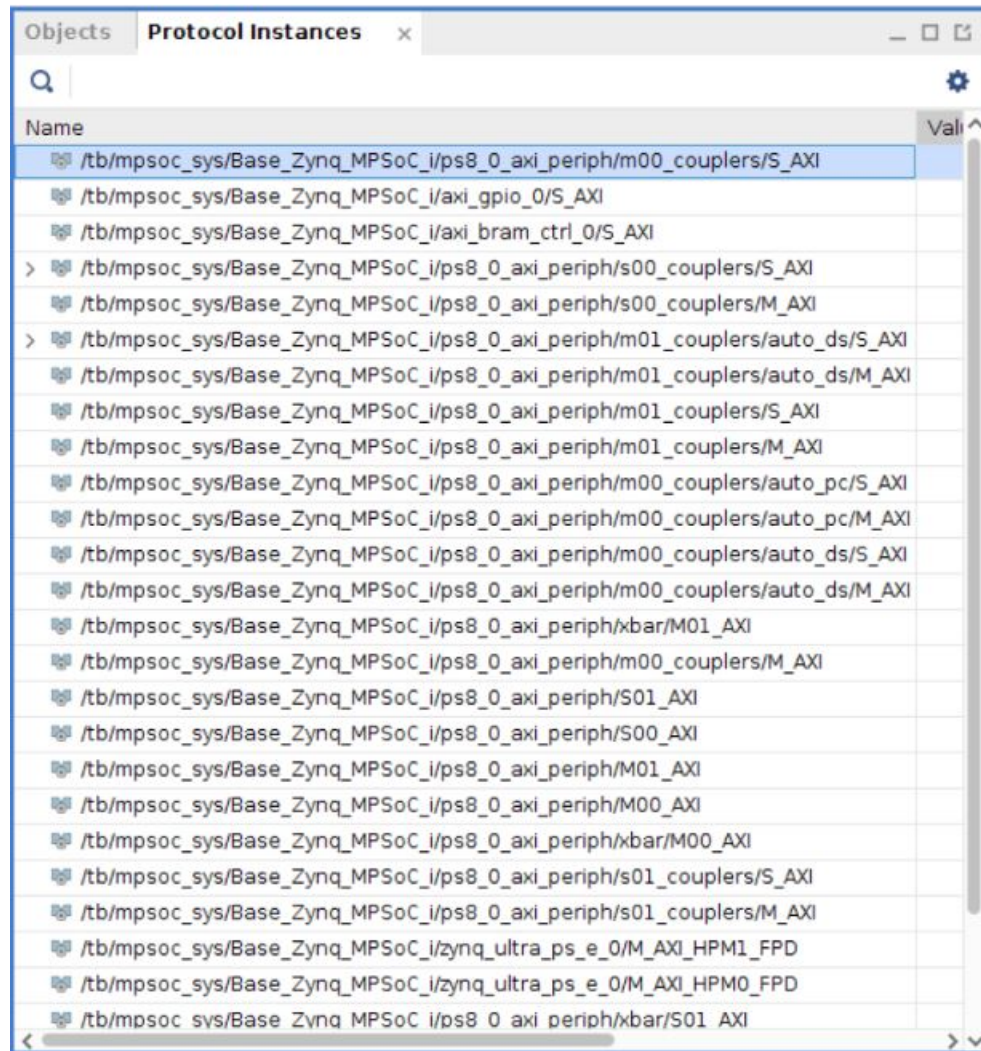 Objects Protocol Instances
Name Valu
/tb/mpsoc_sys/Base_Zynq_MPSoC_i/ps8_0_axi_periph/m00_couplers/S_AXI
/tb/mpsoc_sys/Base_Zynq_MPSoC_i/axi_gpio_0/S_AXI
/tb/mpsoc_sys/Base_Zynq_MPSoC_i/axi_bram_ctrl_0/S_AXI
/tb/mpsoc_sys/Base_Zynq_MPSoC_i/ps8_0_axi_periph/s00_couplers/S_AXI
/tb/mpsoc_sys/Base_Zynq_MPSoC_i/ps8_0_axi_periph/s00_couplers/M_AXI
/tb/mpsoc_sys/Base_Zynq_MPSoC_i/ps8_0_axi_periph/m01_couplers/auto_ds/S_AXI
/tb/mpsoc_sys/Base_Zynq_MPSoC_i/ps8_0_axi_periph/m01_couplers/auto_ds/M_AXI
/tb/mpsoc_sys/Base_Zynq_MPSoC_i/ps8_0_axi_periph/m01_couplers/S_AXI
/tb/mpsoc_sys/Base_Zynq_MPSoC_i/ps8_0_axi_periph/m01_couplers/M_AXI
/tb/mpsoc_sys/Base_Zynq_MPSoC_i/ps8_0_axi_periph/m00_couplers/auto_pc/S_AXI
/tb/mpsoc_sys/Base_Zynq_MPSoC_i/ps8_0_axi_periph/m00_couplers/auto_pc/M_AXI
/tb/mpsoc_sys/Base_Zynq_MPSoC_i/ps8_0_axi_periph/m00_couplers/auto_ds/S_AXI
/tb/mpsoc_sys/Base_Zynq_MPSoC_i/ps8_0_axi_periph/m00_couplers/auto_ds/M_AXI
/tb/mpsoc_sys/Base_Zynq_MPSoC_i/ps8_0_axi_periph/xbar/M01_AXI
/tb/mpsoc_sys/Base_Zynq_MPSoC_i/ps8_0_axi_periph/m00_couplers/M_AXI
/tb/mpsoc_sys/Base_Zynq_MPSoC_i/ps8_0_axi_periph/S01_AXI
/tb/mpsoc_sys/Base_Zynq_MPSoC_i/ps8_0_axi_periph/S00_AXI
/tb/mpsoc_sys/Base_Zynq_MPSoC_i/ps8_0_axi_periph/M01_AXI
/tb/mpsoc_sys/Base_Zynq_MPSoC_i/ps8_0_axi_periph/M00_AXI
/tb/mpsoc_sys/Base_Zynq_MPSoC_i/ps8_0_axi_periph/xbar/M00_AXI
/tb/mpsoc_sys/Base_Zynq_MPSoC_i/ps8_0_axi_periph/s01_couplers/S_AXI
/tb/mpsoc_sys/Base_Zynq_MPSoC_i/ps8_0_axi_periph/s01_couplers/M_AXI
/tb/mpsoc_sys/Base_Zynq_MPSoC_i/zynq_ultra_ps_e_0/M_AXI_HPM1_FPD
/tb/mpsoc_sys/Base_Zynq_MPSoC_i/zynq_ultra_ps_e_0/M_AXI_HPM0_FPD
/tb/mpsoc_sys/Base_Zynq_MPSoC_i/ps8_0_axi_periph/xbar/S01_AXI